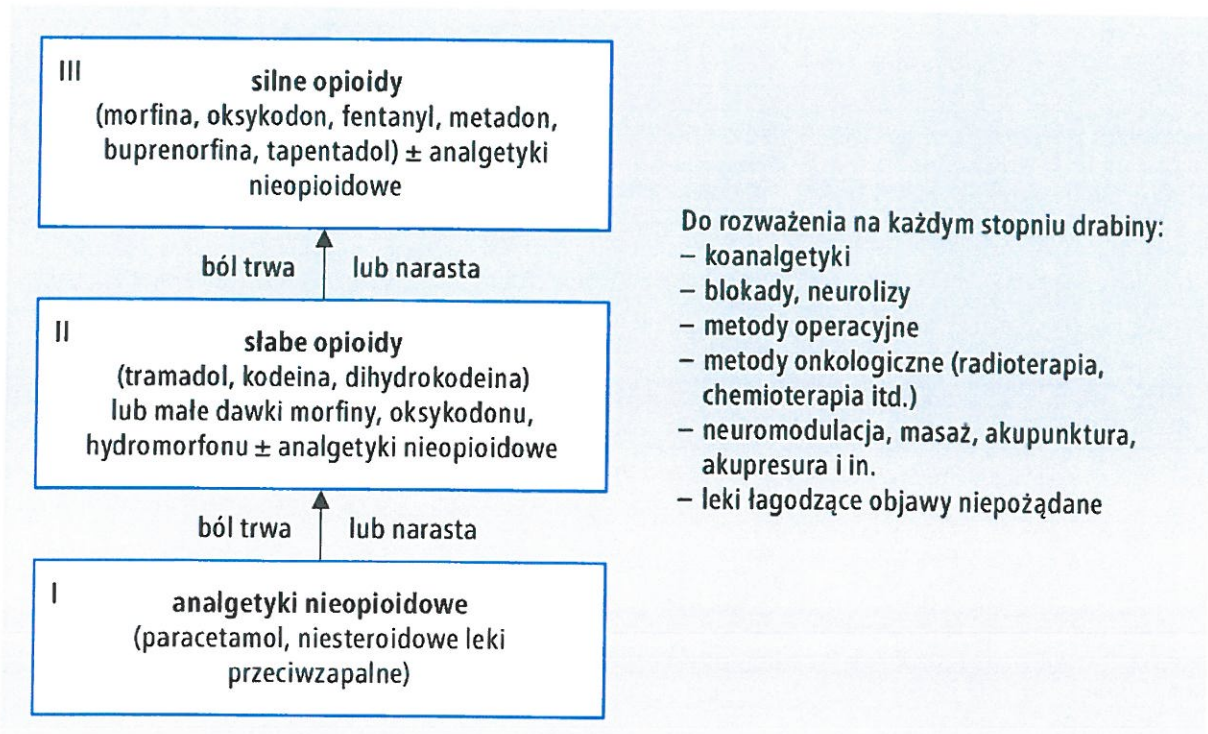 III
silne opioidy
(morfina, oksykodon, fentanyl, metadon,
buprenorfina, tapentadol) ± analgetyki
nieopioidowe
ból trwa lub narasta
II
słabe opioidy
(tramadol, kodeina, dihydrokodeina)
lub małe dawki morfiny, oksykodonu,
hydromorfonu ± analgetyki nieopioidowe
ból trwa lub narasta
I
analgetyki nieopioidowe
(paracetamol, niesteroidowe leki
przeciwzapalne)
Do rozważenia na każdym stopniu drabiny:
– koanalgetyki
– blokady, neurolizy
– metody operacyjne
– metody onkologiczne (radioterapia,
chemioterapia itd.)
– neuromodulacja, masaż, akupunktura,
akupresura i in.
– leki łagodzące objawy niepożądane